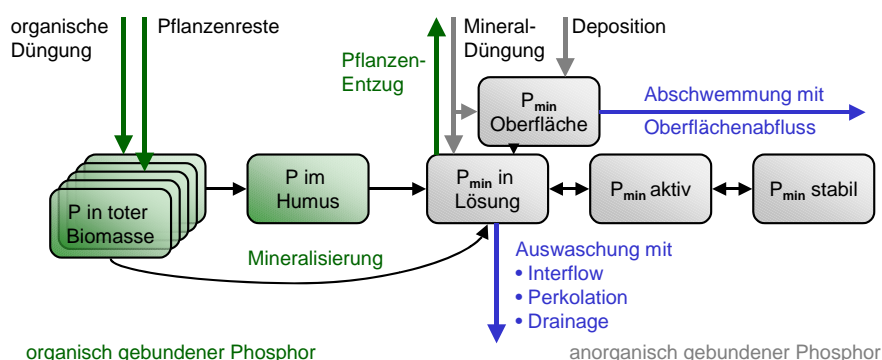 organische
Düngung
Pflanzenreste
Pflanzen-
Entzug
Mineral-
Düngung
Deposition
Pmin
Oberfläche
Abschwemmung mit
Oberflächenabfluss
P in toter
Biomasse
P im
Humus
Pmin in
Lösung
Pmin aktiv
Pmin stabil
Mineralisierung
Auswaschung mit
• Interflow
• Perkolation
• Drainage
organisch gebundener Phosphor
anorganisch gebundener Phosphor